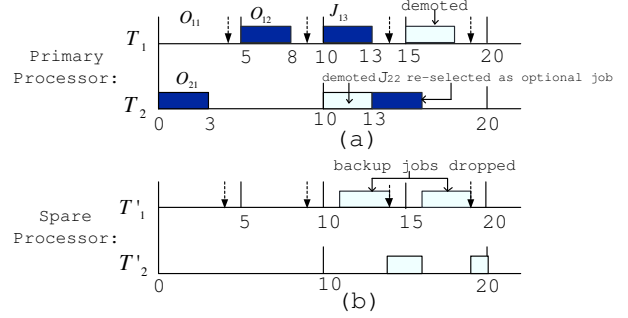 demoted
O11 O12 J13
T1
5 8 10 13 15 20
Primary
Processor:
O21
demoted J22 re-selected as optional job
T2
0 3 10 13 20
(a)
backup jobs dropped
T'1
5 10 15 20
Spare
Processor:
T'2
0 10 20
(b)